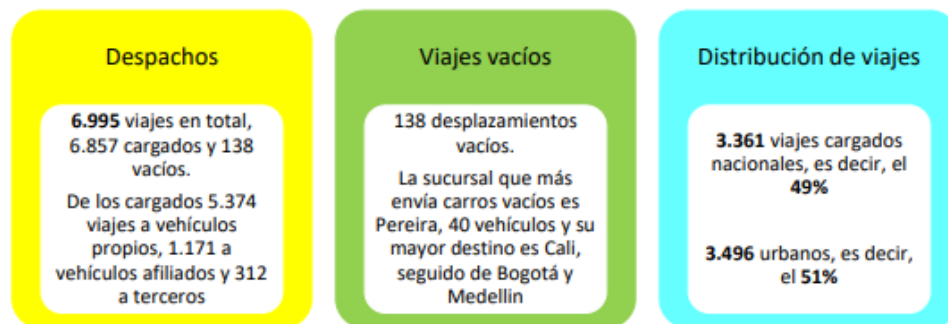 Despachos
6.995 viajes en total,
6.857 cargados y 138
vacíos.
De los cargados 5.374
viajes a vehículos
propios, 1.171 a
vehículos afiliados y 312
a terceros
Viajes vacíos
138 desplazamientos
vacíos.
La sucursal que más
envía carros vacíos es
Pereira, 40 vehículos y su
mayor destino es Cali,
seguido de Bogotá y
Medellin
Distribución de viajes
3.361 viajes cargados
nacionales, es decir, el
49%
3.496 urbanos, es decir,
el 51%